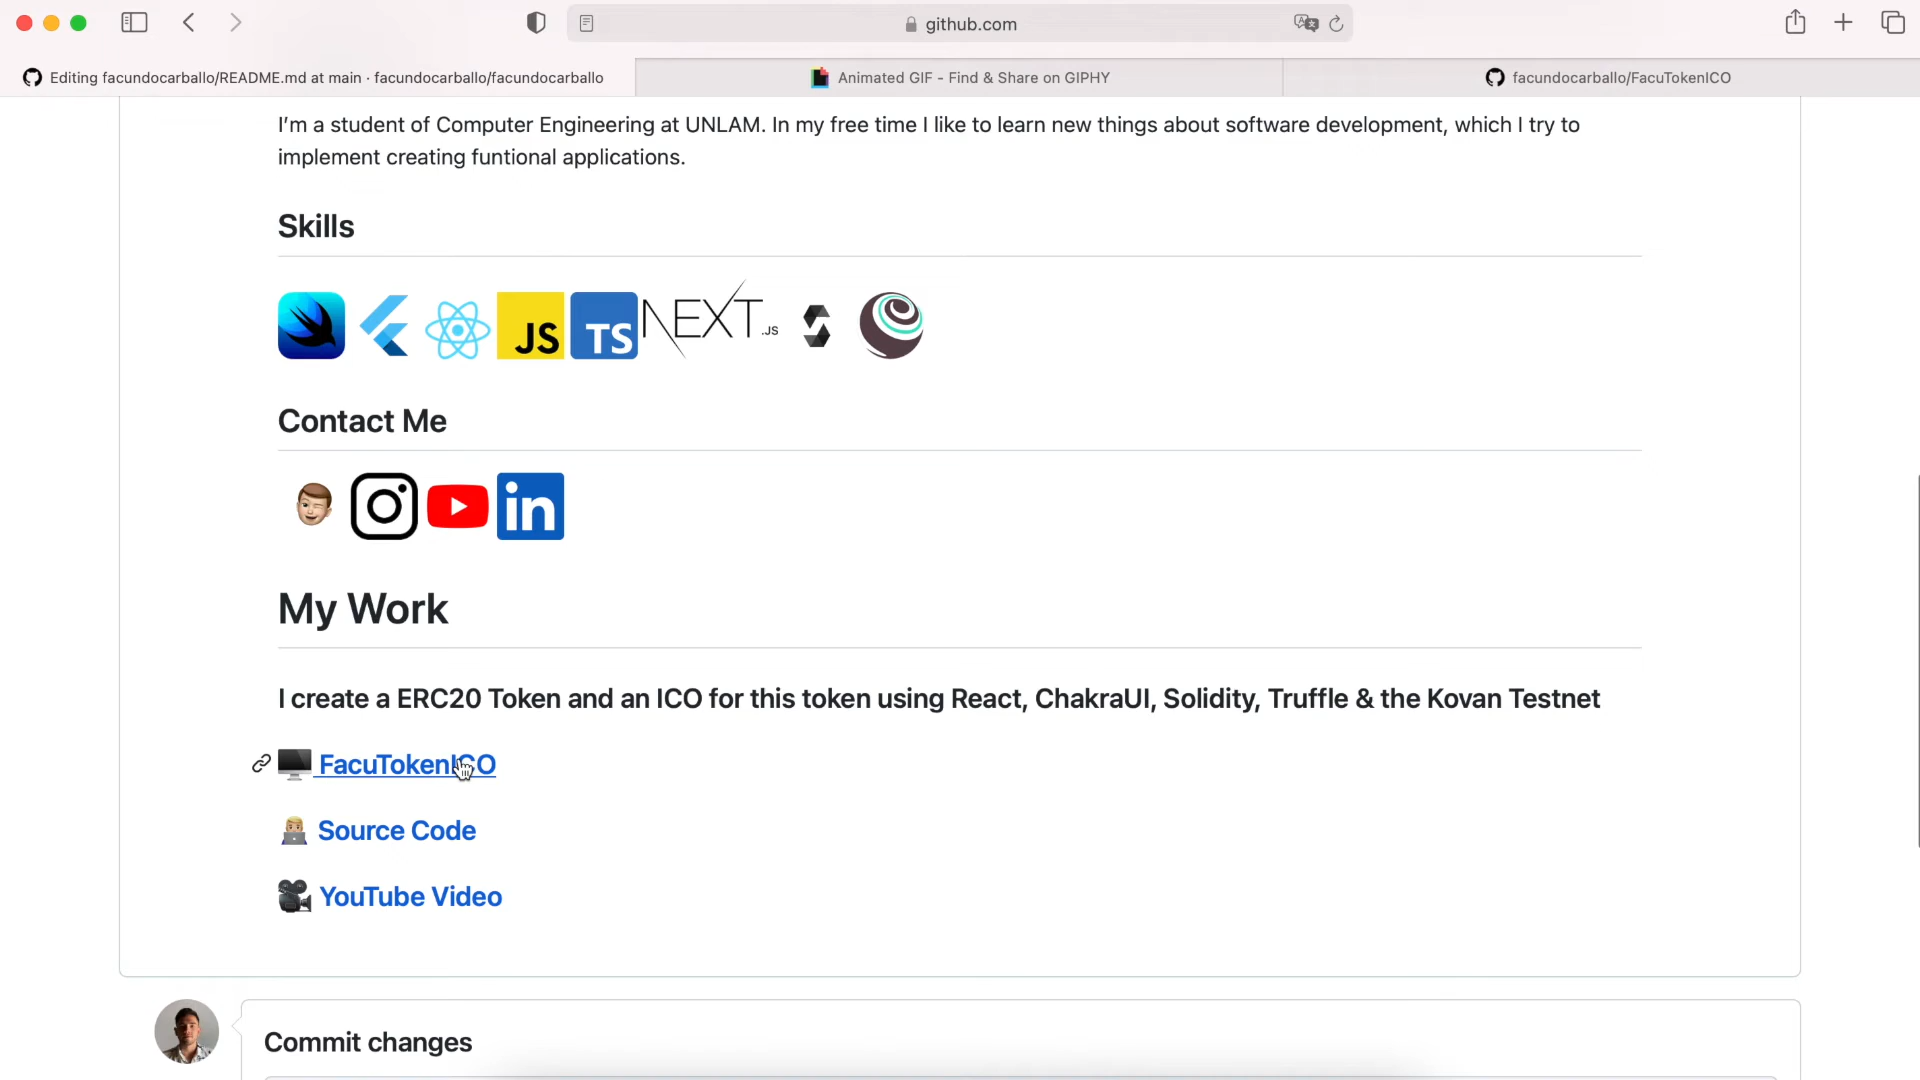 github.com
Editing facundocarballo/README.md at main · facundocarballo/facundocarballo
Animated GIF - Find & Share on GIPHY
facundocarballo/FacuTokenICO
I'm a student of Computer Engineering at UNLAM. In my free time I like to learn new things about software development, which I try to
implement creating funtional applications.
Skills
JS
TS
NEXT.JS
Contact Me
in
My Work
I create a ERC20 Token and an ICO for this token using React, ChakraUI, Solidity, Truffle & the Kovan Testnet
FacuTokenICO
Source Code
YouTube Video
Commit changes